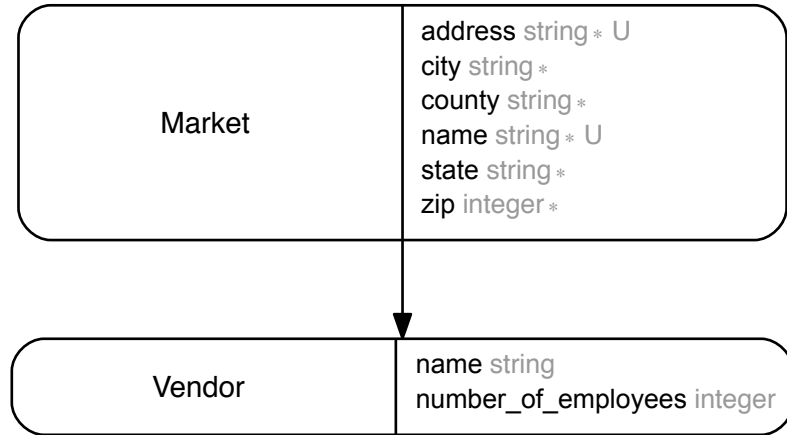 Market
address string * U
city string *
county string *
name string * U
state string *
zip integer *
Vendor
name string
number_of_employees integer